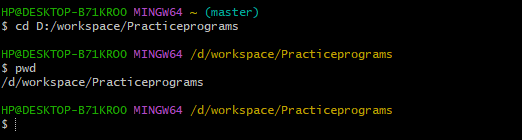 HP@DESKTOP-B71KROO MINGW64 ~ (master)
$ cd D:/workspace/Practiceprograms
HP@DESKTOP-B71KROO MINGW64 /d/workspace/Practiceprograms
$ pwd
/d/workspace/Practiceprograms
HP@DESKTOP-B71KROO MINGW64 /d/workspace/Practiceprograms
$